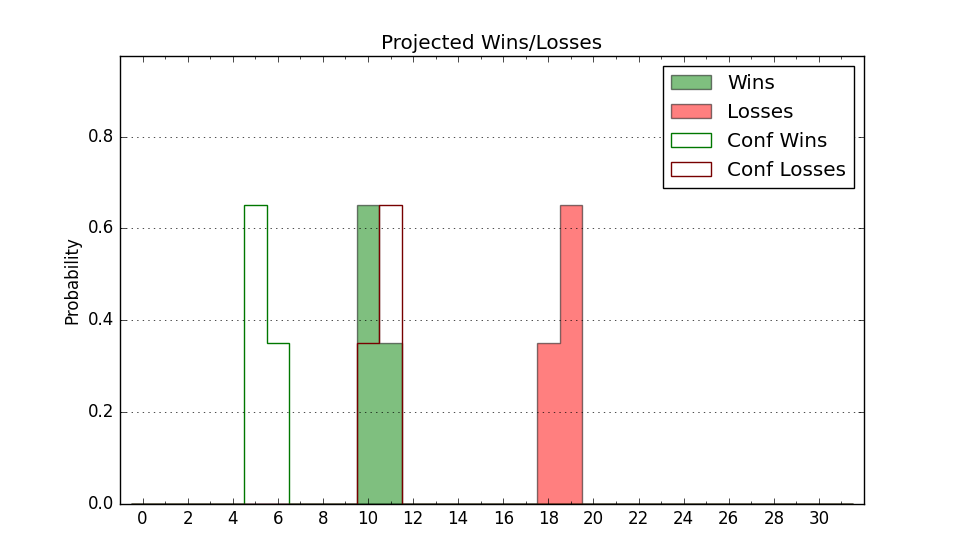 Projected Wins/Losses
Wins
Losses
Conf Wins
Conf Losses
Probability
0.8
0.6
0.4
0.2
0.0
0 2 4 6 8 10 12 14 16 18 20 22 24 26 28 30